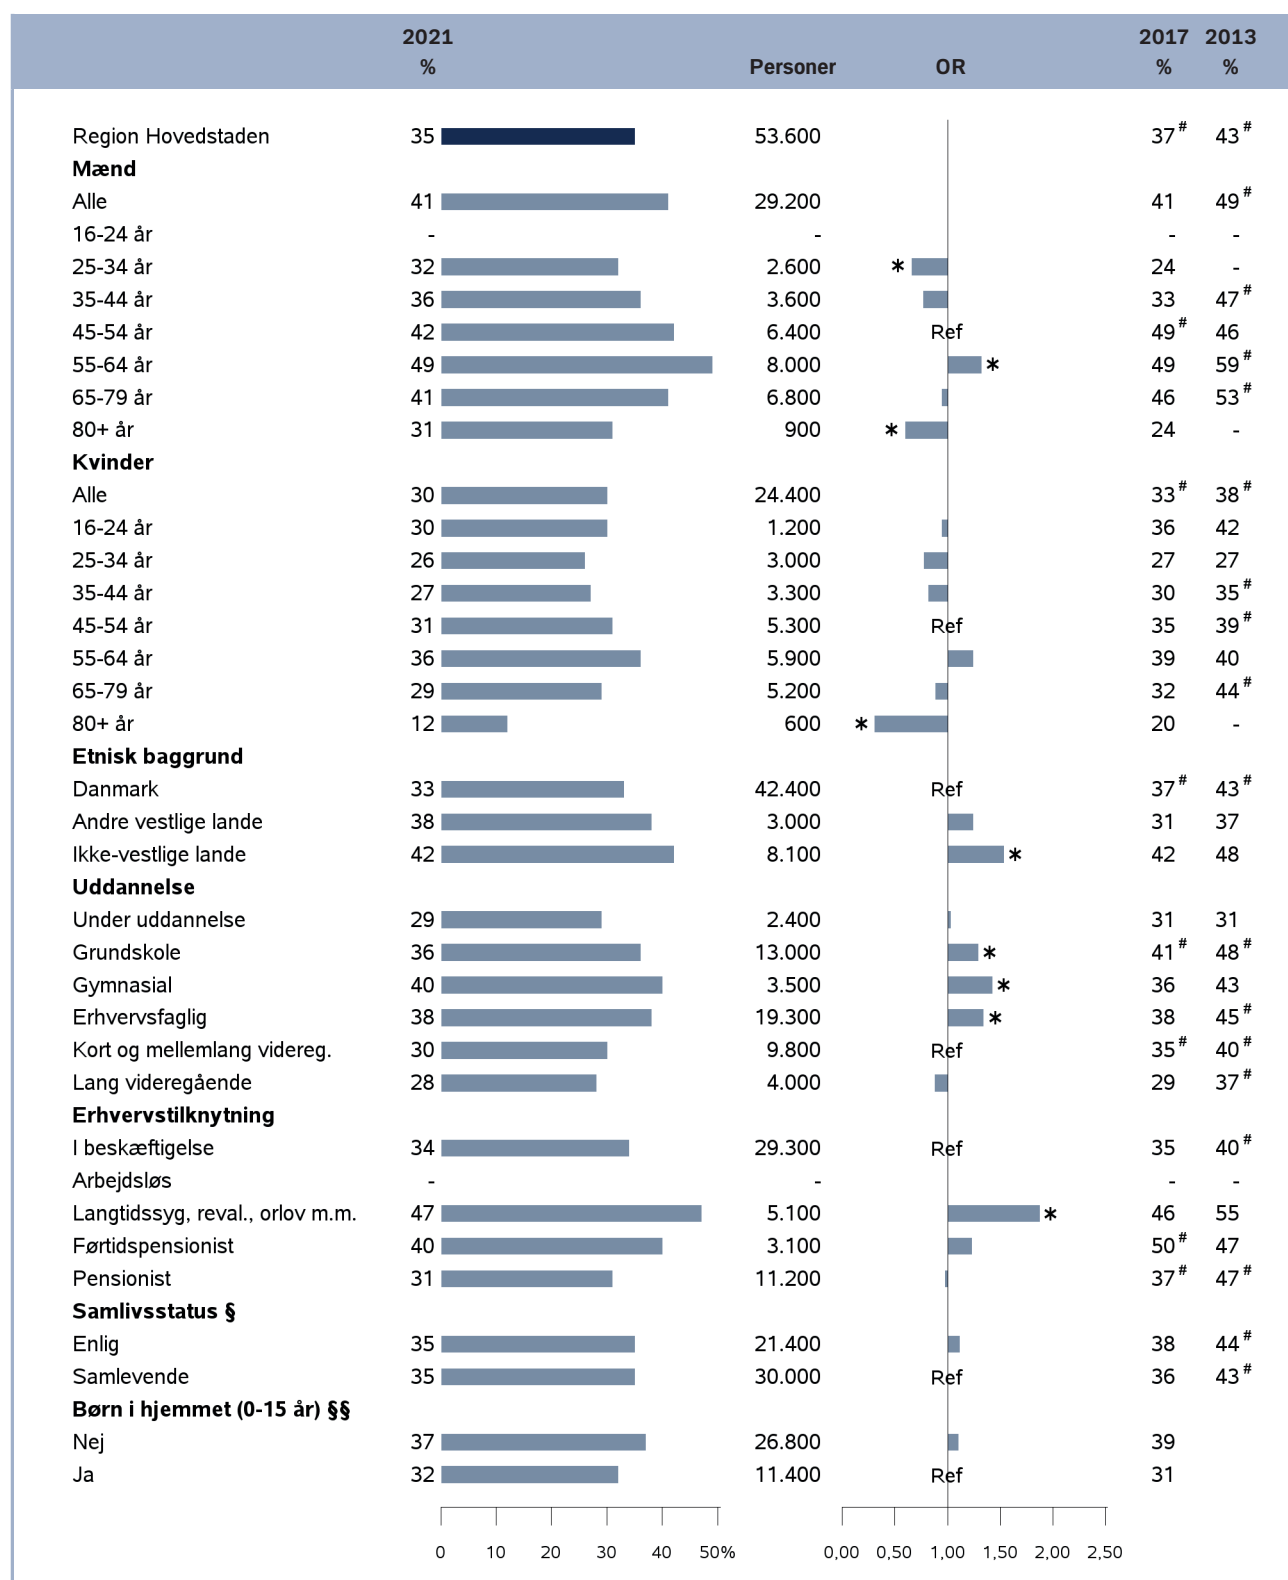 2021 2017 2013
% Personer OR % %
Region Hovedstaden 35 53.600 37# 43#
Mænd
Alle 41 29.200 41 49#
16-24 år - - - -
25-34 år 32 2.600 * 24 -
35-44 år 36 3.600 33 47#
45-54 år 42 6.400 Ref 49# 46
55-64 år 49 8.000 * 49 59#
65-79 år 41 6.800 46 53#
80+ år 31 900 * 24 -
Kvinder
Alle 30 24.400 33# 38#
16-24 år 30 1.200 36 42
25-34 år 26 3.000 27 27
35-44 år 27 3.300 30 35#
45-54 år 31 5.300 Ref 35 39#
55-64 år 36 5.900 39 40
65-79 år 29 5.200 32 44#
80+ år 12 600 * 20 -
Etnisk baggrund
Danmark 33 42.400 Ref 37# 43#
Andre vestlige lande 38 3.000 31 37
Ikke-vestlige lande 42 8.100 * 42 48
Uddannelse
Under uddannelse 29 2.400 31 31
Grundskole 36 13.000 * 41# 48#
Gymnasial 40 3.500 * 36 43
Erhvervsfaglig 38 19.300 * 38 45#
Kort og mellemlang videreg. 30 9.800 Ref 35# 40#
Lang videregående 28 4.000 29 37#
Erhvervstilknytning
I beskæftigelse 34 29.300 Ref 35 40#
Arbejdsløs - - - -
Langtidssyg, reval., orlov m.m. 47 5.100 * 46 55
Førtidspensionist 40 3.100 50# 47
Pensionist 31 11.200 37# 47#
Samlivsstatus §
Enlig 35 21.400 38 44#
Samlevende 35 30.000 Ref 36 43#
Børn i hjemmet (0-15 år) §§
Nej 37 26.800 39
Ja 32 11.400 Ref 31
0 10 20 30 40 50% 0,00 0,50 1,00 1,50 2,00 2,50